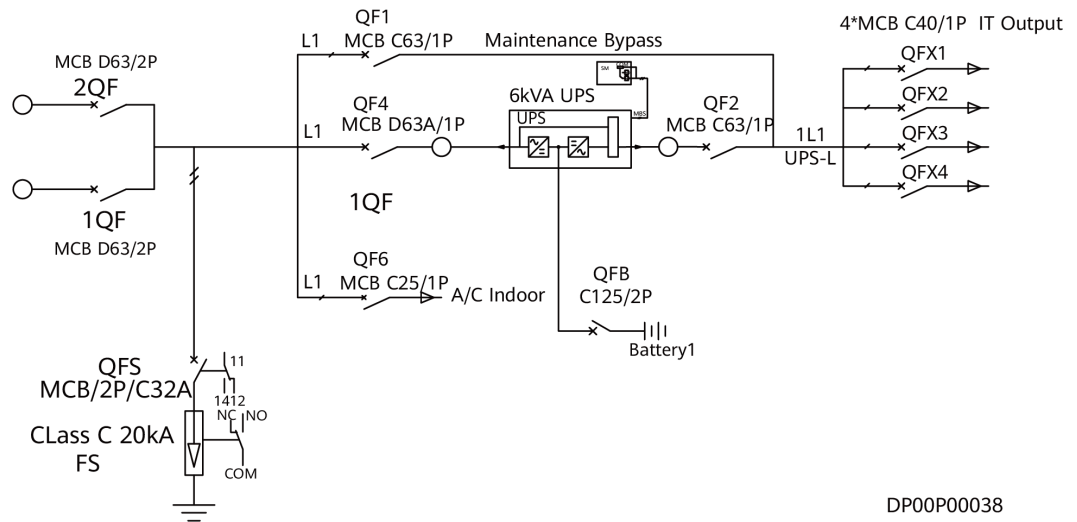 QF1
4*MCB C40/1P IT Output
L1
MCB C63/1P
Maintenance Bypass
MCB D63/2P
2QF
QFX1
SM
COM
6kVA UPS
QF4
QF2
QFX2
MBS
UPS
L1
MCB D63A/1P
MCB C63/1P
1L1
UPS-L
QFX3
QFX4
1QF
MCB D63/2P
1QF
QF6
L1
MCB C25/1P
A/C Indoor
QFB
C125/2P
Battery1
QFS
MCB/2P/C32A
11
1412
NC
NO
CLass C 20kA
FS
COM
DP00P00038